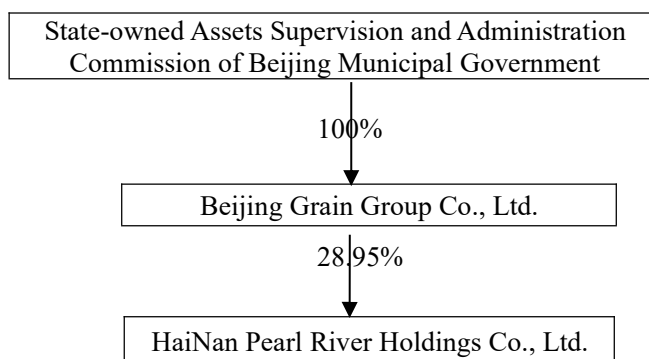 State-owned Assets Supervision and Administration
Commission of Beijing Municipal Government
100%
Beijing Grain Group Co., Ltd.
28.95%
HaiNan Pearl River Holdings Co., Ltd.